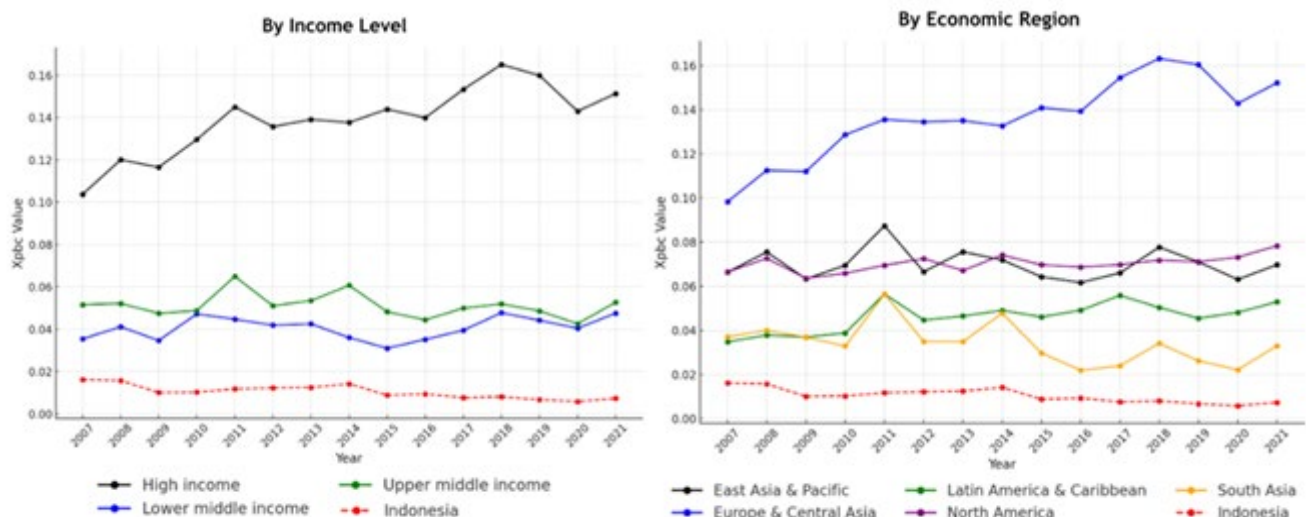 By Income Level
Xpbc Value
0.16
0.14
0.12
0.10
0.08
0.06
0.04
0.02
0.00
2007 2008 2009 2010 2011 2012 2013 2014 2015 2016 2017 2018 2019 2020 2021
Year
High income
Upper middle income
Lower middle income
Indonesia
By Economic Region
Xpbc Value
0.16
0.14
0.12
0.10
0.08
0.06
0.04
0.02
0.00
2007 2008 2009 2010 2011 2012 2013 2014 2015 2016 2017 2018 2019 2020 2021
Year
East Asia & Pacific
Latin America & Caribbean
South Asia
Europe & Central Asia
North America
Indonesia